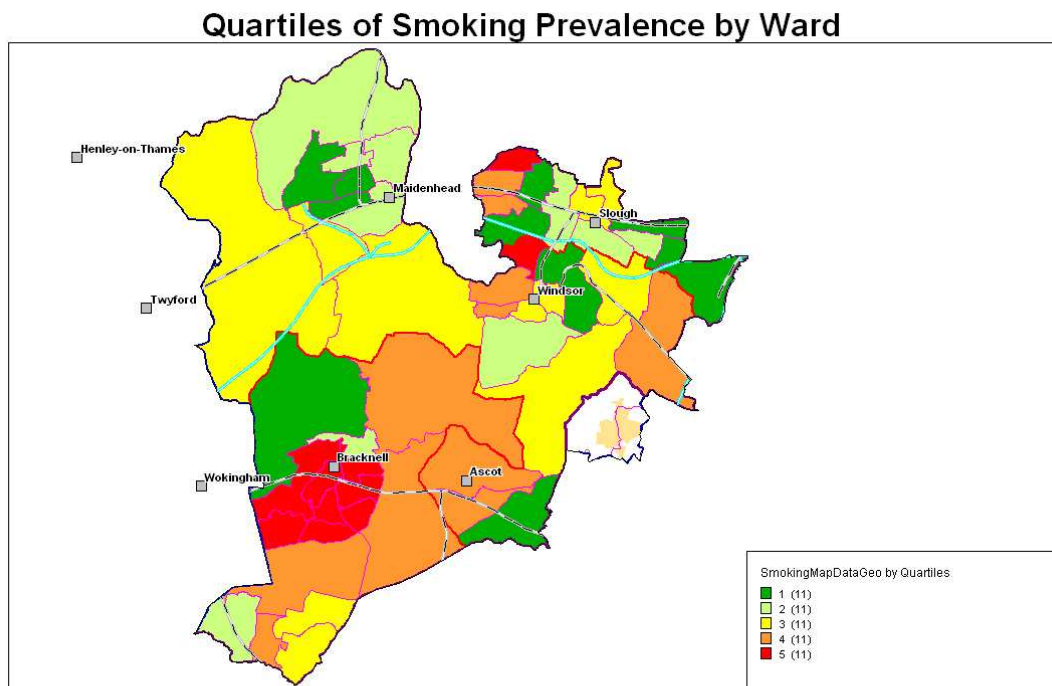 Quartiles of Smoking Prevalence by Ward
Henley-on-Thames
Maidenhead
Slough
Windsor
Twyford
Bracknell
Wokingham
Ascot
SmokingMapDataGeo by Quartiles
1 (11)
2 (11)
3 (11)
4 (11)
5 (11)